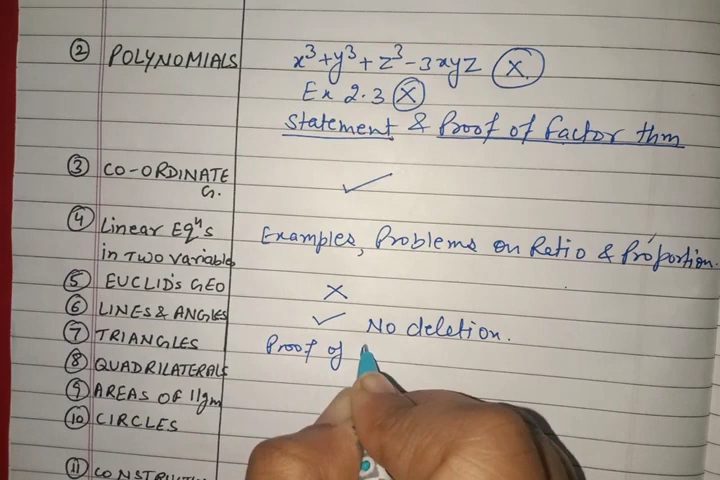 ② POLYNOMIALS x³+y³+z³-3xyz (X.)
Ex 2.3 (X)
Statement & Proof of Factor thm
③ CO-ORDINATE
G. ✓
④ Linear Eqⁿs Examples, Problems on Ratio & Proportion.
in Two variables
⑤ EUCLID's GEO X
⑥ LINES & ANGLES ✓ No deletion.
⑦ TRIANGLES Proof of
⑧ QUADRILATERALS
⑨ AREAS OF ||gm
⑩ CIRCLES
⑪